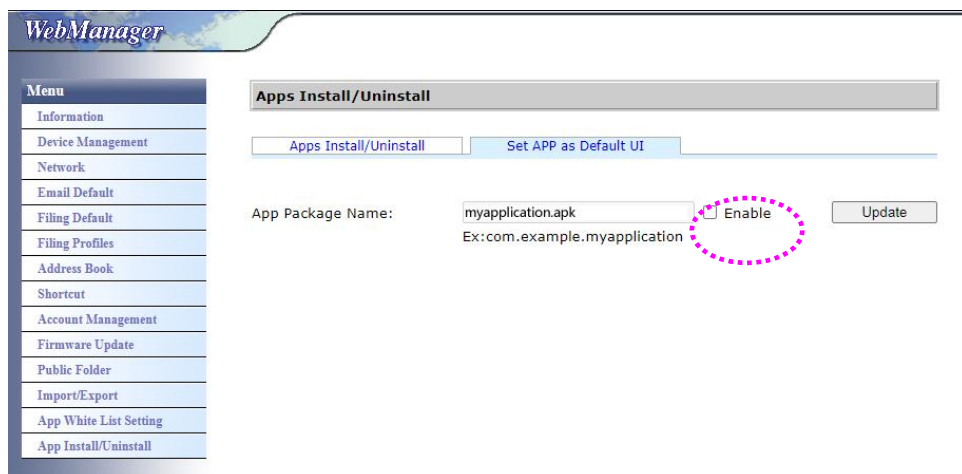 WebManager
Menu
Information
Device Management
Network
Email Default
Filing Default
Filing Profiles
Address Book
Shortcut
Account Management
Firmware Update
Public Folder
Import/Export
App White List Setting
App Install/Uninstall
Apps Install/Uninstall
Apps Install/Uninstall Set APP as Default UI
App Package Name: myapplication.apk Enable Update
Ex:com.example.myapplication